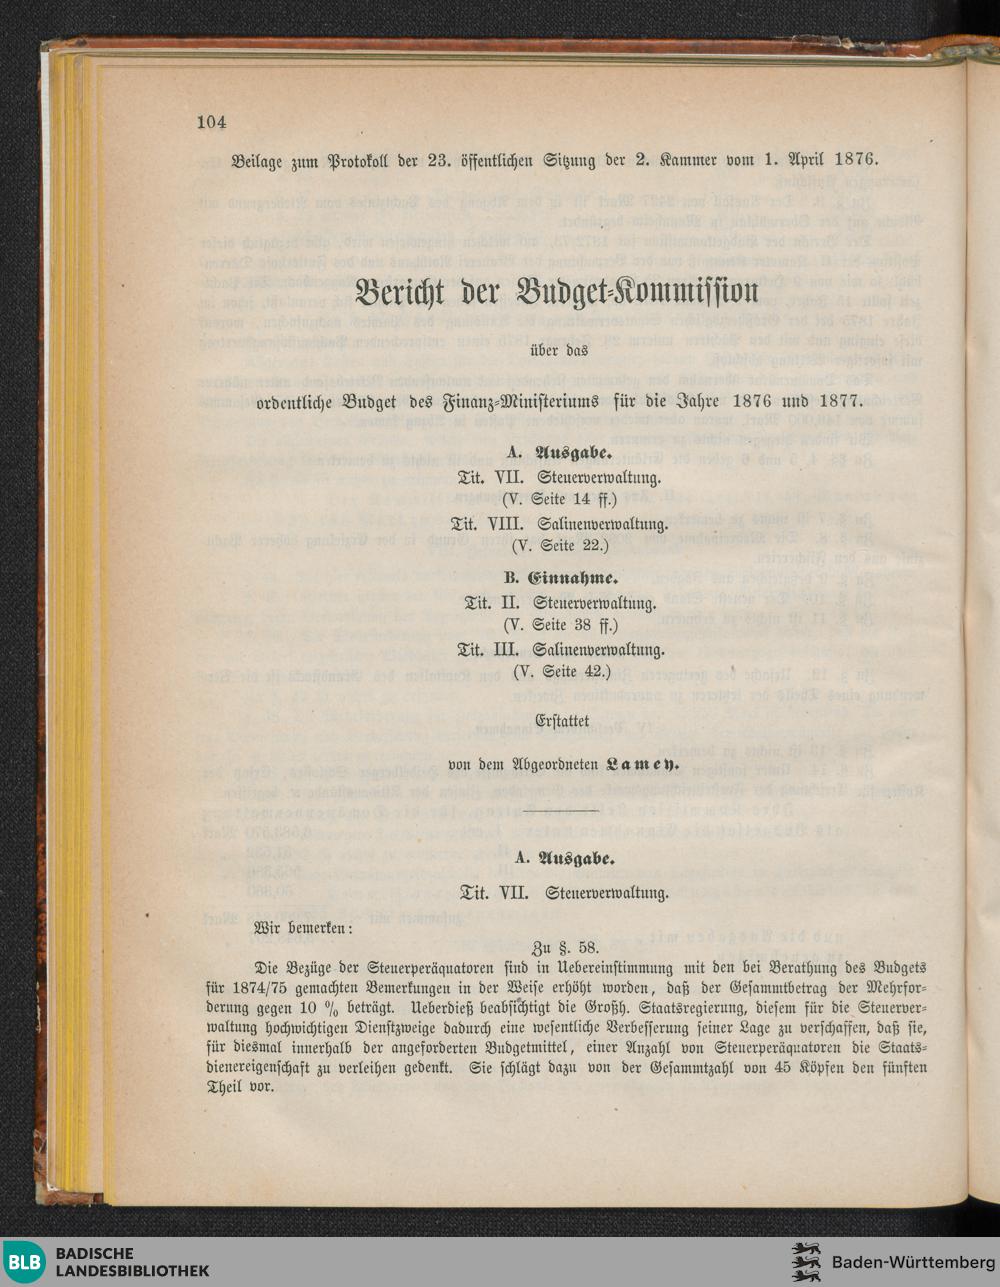 104
Beilage zum Protokoll der 23. öffentlichen Sitzung der 2. Kammer vom 1. April 1876.
Bericht der Budget-Kommission
über das
ordentliche Budget des Finanz-Ministeriums für die Jahre 1876 und 1877.
A. Ausgabe.
Tit. VII. Steuerverwaltung.
(V. Seite 14 ff.)
Tit. VIII. Salinenverwaltung.
(V. Seite 22.)
B. Einnahme.
Tit. II. Steuerverwaltung.
(V. Seite 38 ff.)
Tit. III. Salinenverwaltung.
(V. Seite 42.)
Erstattet
von dem Abgeordneten Lamey.
A. Ausgabe.
Tit. VII. Steuerverwaltung.
Wir bemerken:
Zu §. 58.
Die Bezüge der Steuerperäquatoren sind in Uebereinstimmung mit den bei Berathung des Budgets
für 1874/75 gemachten Bemerkungen in der Weise erhöht worden, daß der Gesammtbetrag der Mehrfor-
derung gegen 10 % beträgt. Ueberdieß beabsichtigt die Großh. Staatsregierung, diesem für die Steuerver-
waltung hochwichtigen Dienstzweige dadurch eine wesentliche Verbesserung seiner Lage zu verschaffen, daß sie,
für diesmal innerhalb der angeforderten Budgetmittel, einer Anzahl von Steuerperäquatoren die Staats-
dienereigenschaft zu verleihen gedenkt. Sie schlägt dazu von der Gesammtzahl von 45 Köpfen den fünften
Theil vor.
BLB BADISCHE
LANDESBIBLIOTHEK
Baden-Württemberg